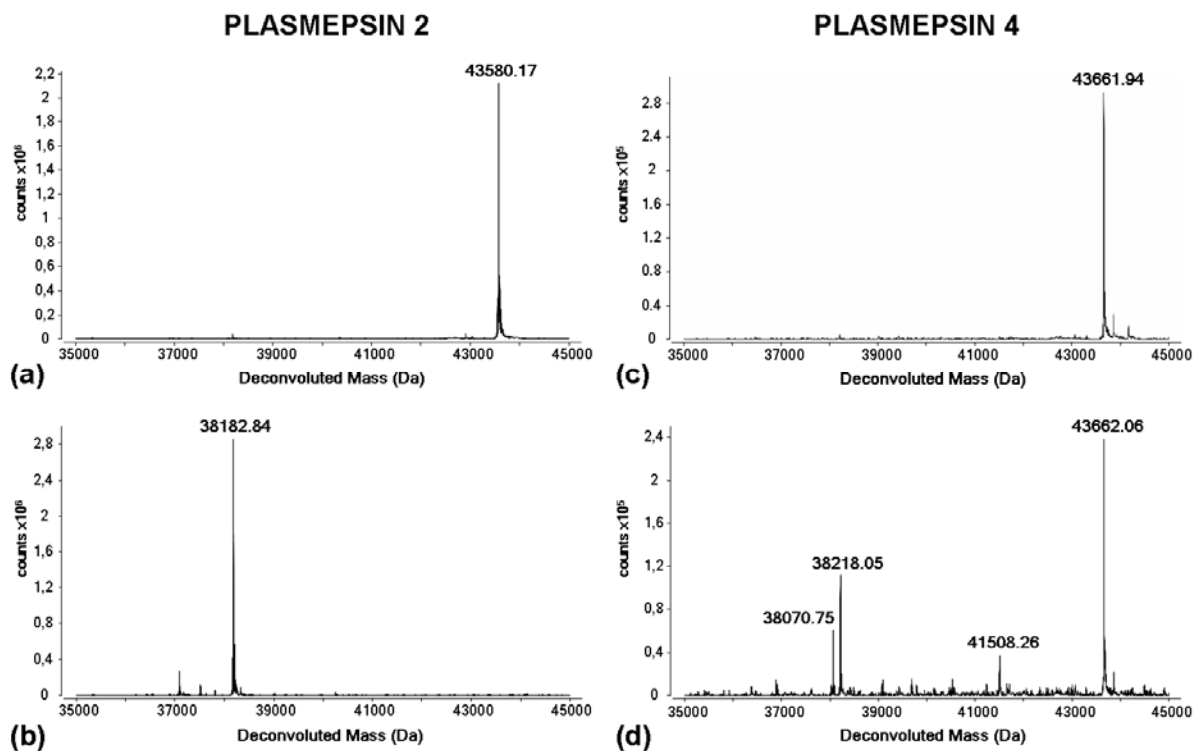 PLASMEPSIN 2
PLASMEPSIN 4
43580.17
2,2
2
1,8
1,6
1,4
1,2
1
0,8
0,6
0,4
0,2
0
counts x10⁶
35000 37000 39000 41000 43000 45000
Deconvoluted Mass (Da)
(a)
43661.94
2.8
2.4
2
1.6
1.2
0.8
0.4
0
counts x10⁵
35000 37000 39000 41000 43000 45000
Deconvoluted Mass (Da)
(c)
38182.84
2,8
2,4
2
1,6
1,2
0,8
0,4
0
counts x10⁶
35000 37000 39000 41000 43000 45000
Deconvoluted Mass (Da)
(b)
43662.06
2,4
2
1,6
1,2
0,8
0,4
0
counts x10⁵
38218.05
38070.75
41508.26
35000 37000 39000 41000 43000 45000
Deconvoluted Mass (Da)
(d)